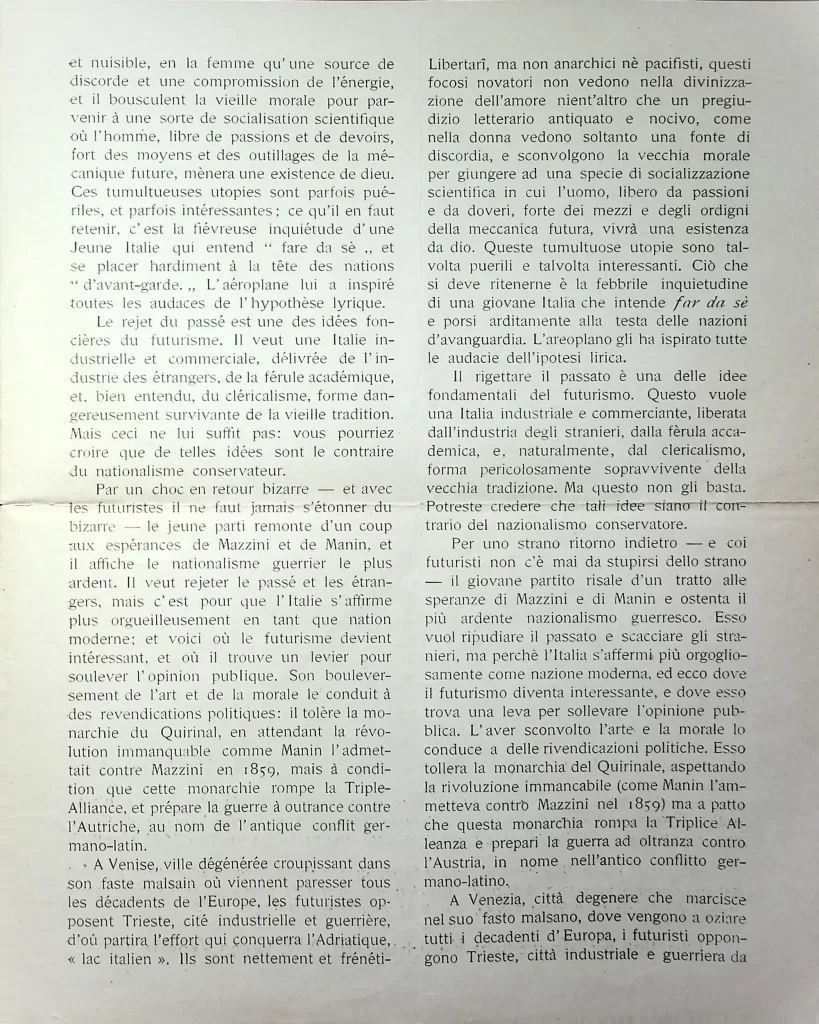 et nuisible, en la femme qu'une source de
discorde et une compromission de l'énergie,
et il bousculent la vieille morale pour par-
venir à une sorte de socialisation scientifique
où l'homme, libre de passions et de devoirs,
fort des moyens et des outillages de la mé-
canique future, mènera une existence de dieu.
Ces tumultueuses utopies sont parfois pué-
riles, et parfois intéressantes; ce qu'il en faut
retenir, c'est la fiévreuse inquiétude d'une
Jeune Italie qui entend “ fare da sè „ et
se placer hardiment à la tête des nations
“ d'avant-garde. „ L'aéroplane lui a inspiré
toutes les audaces de l'hypothèse lyrique.
Le rejet du passé est une des idées fon-
cières du futurisme. Il veut une Italie in-
dustrielle et commerciale, délivrée de l'in-
dustrie des étrangers, de la férule académique,
et, bien entendu, du cléricalisme, forme dan-
gereusement survivante de la vieille tradition.
Mais ceci ne lui suffit pas: vous pourriez
croire que de telles idées sont le contraire
du nationalisme conservateur.
Par un choc en retour bizarre — et avec
les futuristes il ne faut jamais s'étonner du
bizarre — le jeune parti remonte d'un coup
aux espérances de Mazzini et de Manin, et
il affiche le nationalisme guerrier le plus
ardent. Il veut rejeter le passé et les étran-
gers, mais c'est pour que l'Italie s'affirme
plus orgueilleusement en tant que nation
moderne; et voici où le futurisme devient
intéressant, et où il trouve un levier pour
soulever l'opinion publique. Son boulever-
sement de l'art et de la morale le conduit à
des revendications politiques: il tolère la mo-
narchie du Quirinal, en attendant la révo-
lution immanquable comme Manin l'admet-
tait contre Mazzini en 1859, mais à condi-
tion que cette monarchie rompe la Triple-
Alliance, et prépare la guerre à outrance contre
l'Autriche, au nom de l'antique conflit ger-
mano-latin.
A Venise, ville dégénérée croupissant dans
son faste malsain où viennent paresser tous
les décadents de l'Europe, les futuristes op-
posent Trieste, cité industrielle et guerrière,
d'où partira l'effort qui conquerra l'Adriatique,
« lac italien ». Ils sont nettement et frénéti-
Libertarî, ma non anarchici nè pacifisti, questi
focosi novatori non vedono nella divinizza-
zione dell'amore nient'altro che un pregiu-
dizio letterario antiquato e nocivo, come
nella donna vedono soltanto una fonte di
discordia, e sconvolgono la vecchia morale
per giungere ad una specie di socializzazione
scientifica in cui l'uomo, libero da passioni
e da doveri, forte dei mezzi e degli ordigni
della meccanica futura, vivrà una esistenza
da dio. Queste tumultuose utopie sono tal-
volta puerili e talvolta interessanti. Ciò che
si deve ritenerne è la febbrile inquietudine
di una giovane Italia che intende far da sè
e porsi arditamente alla testa delle nazioni
d'avanguardia. L'areoplano gli ha ispirato tutte
le audacie dell'ipotesi lirica.
Il rigettare il passato è una delle idee
fondamentali del futurismo. Questo vuole
una Italia industriale e commerciante, liberata
dall'industria degli stranieri, dalla fèrula acca-
demica, e, naturalmente, dal clericalismo,
forma pericolosamente sopravvivente della
vecchia tradizione. Ma questo non gli basta.
Potreste credere che tali idee siano il con-
trario del nazionalismo conservatore.
Per uno strano ritorno indietro — e coi
futuristi non c'è mai da stupirsi dello strano
— il giovane partito risale d'un tratto alle
speranze di Mazzini e di Manin e ostenta il
più ardente nazionalismo guerresco. Esso
vuol ripudiare il passato e scacciare gli stra-
nieri, ma perchè l'Italia s'affermi più orgoglio-
samente come nazione moderna, ed ecco dove
il futurismo diventa interessante, e dove esso
trova una leva per sollevare l'opinione pub-
blica. L'aver sconvolto l'arte e la morale lo
conduce a delle rivendicazioni politiche. Esso
tollera la monarchia del Quirinale, aspettando
la rivoluzione immancabile (come Manin l'am-
metteva contro Mazzini nel 1859) ma a patto
che questa monarchia rompa la Triplice Al-
leanza e prepari la guerra ad oltranza contro
l'Austria, in nome nell'antico conflitto ger-
mano-latino.
A Venezia, città degenere che marcisce
nel suo fasto malsano, dove vengono a oziare
tutti i decadenti d'Europa, i futuristi oppon-
gono Trieste, città industriale e guerriera da